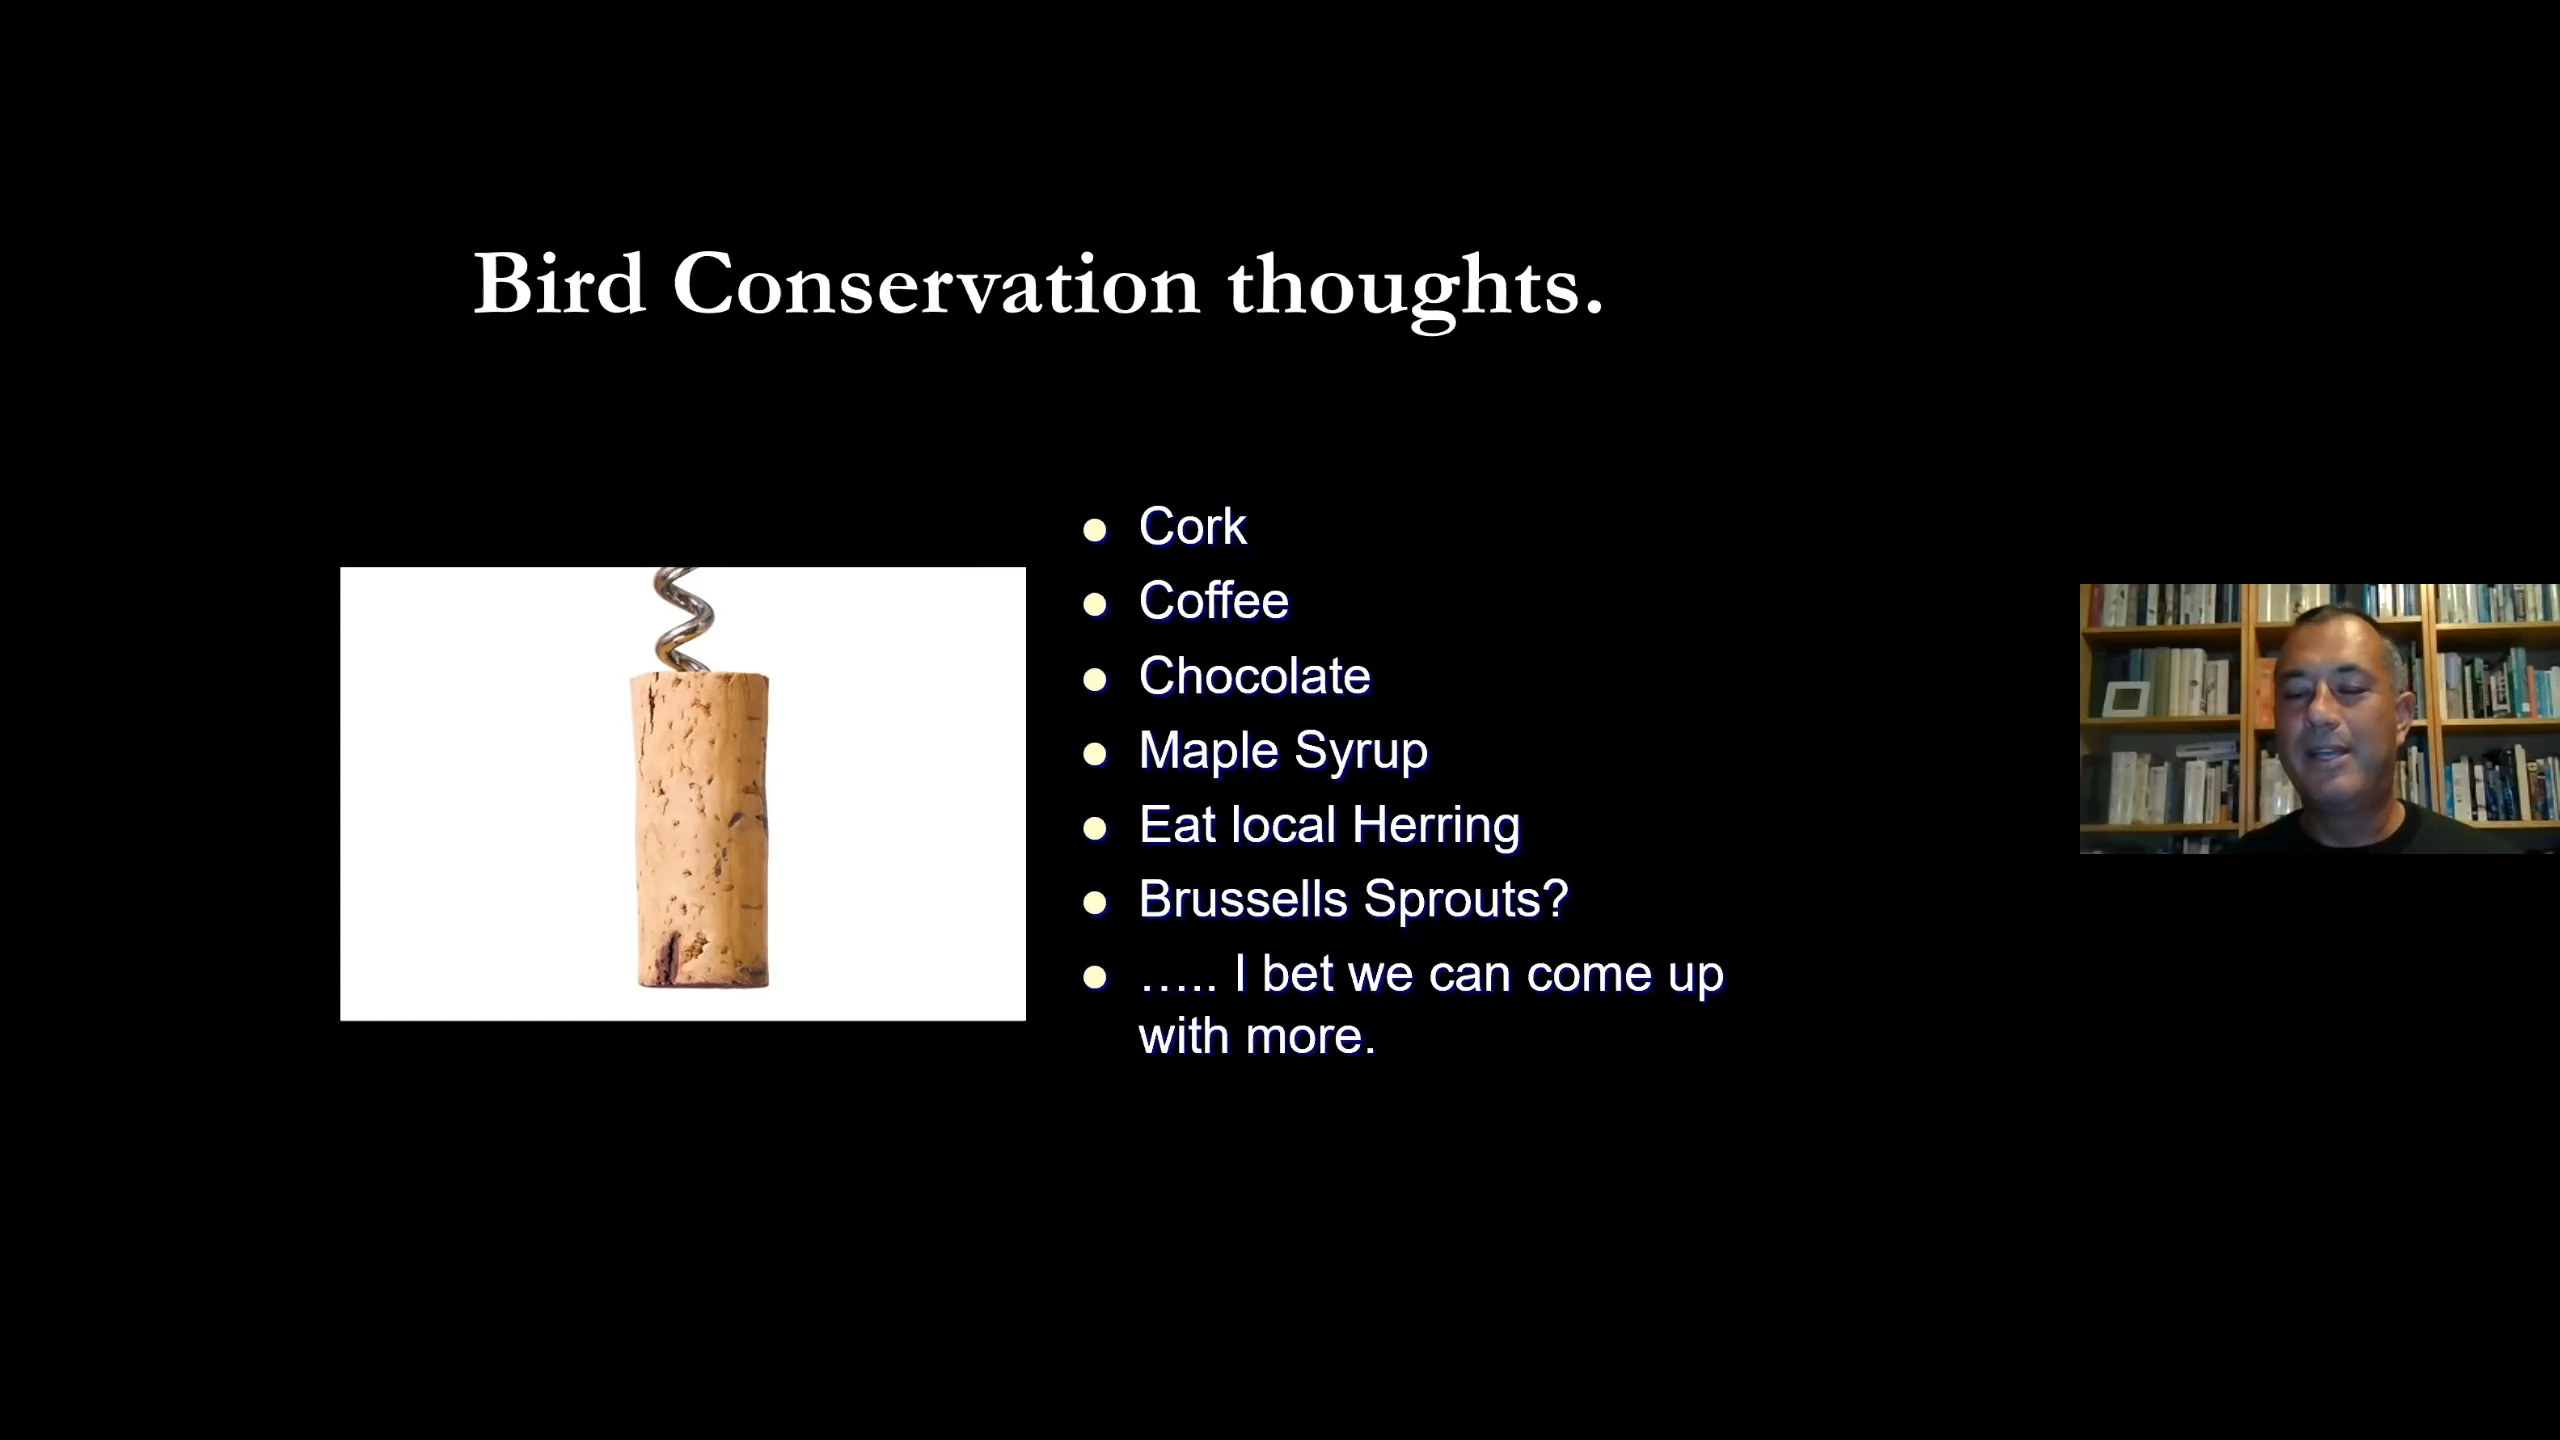 Bird Conservation thoughts.
Cork
Coffee
Chocolate
Maple Syrup
Eat local Herring
Brussells Sprouts?
….. I bet we can come up
with more.